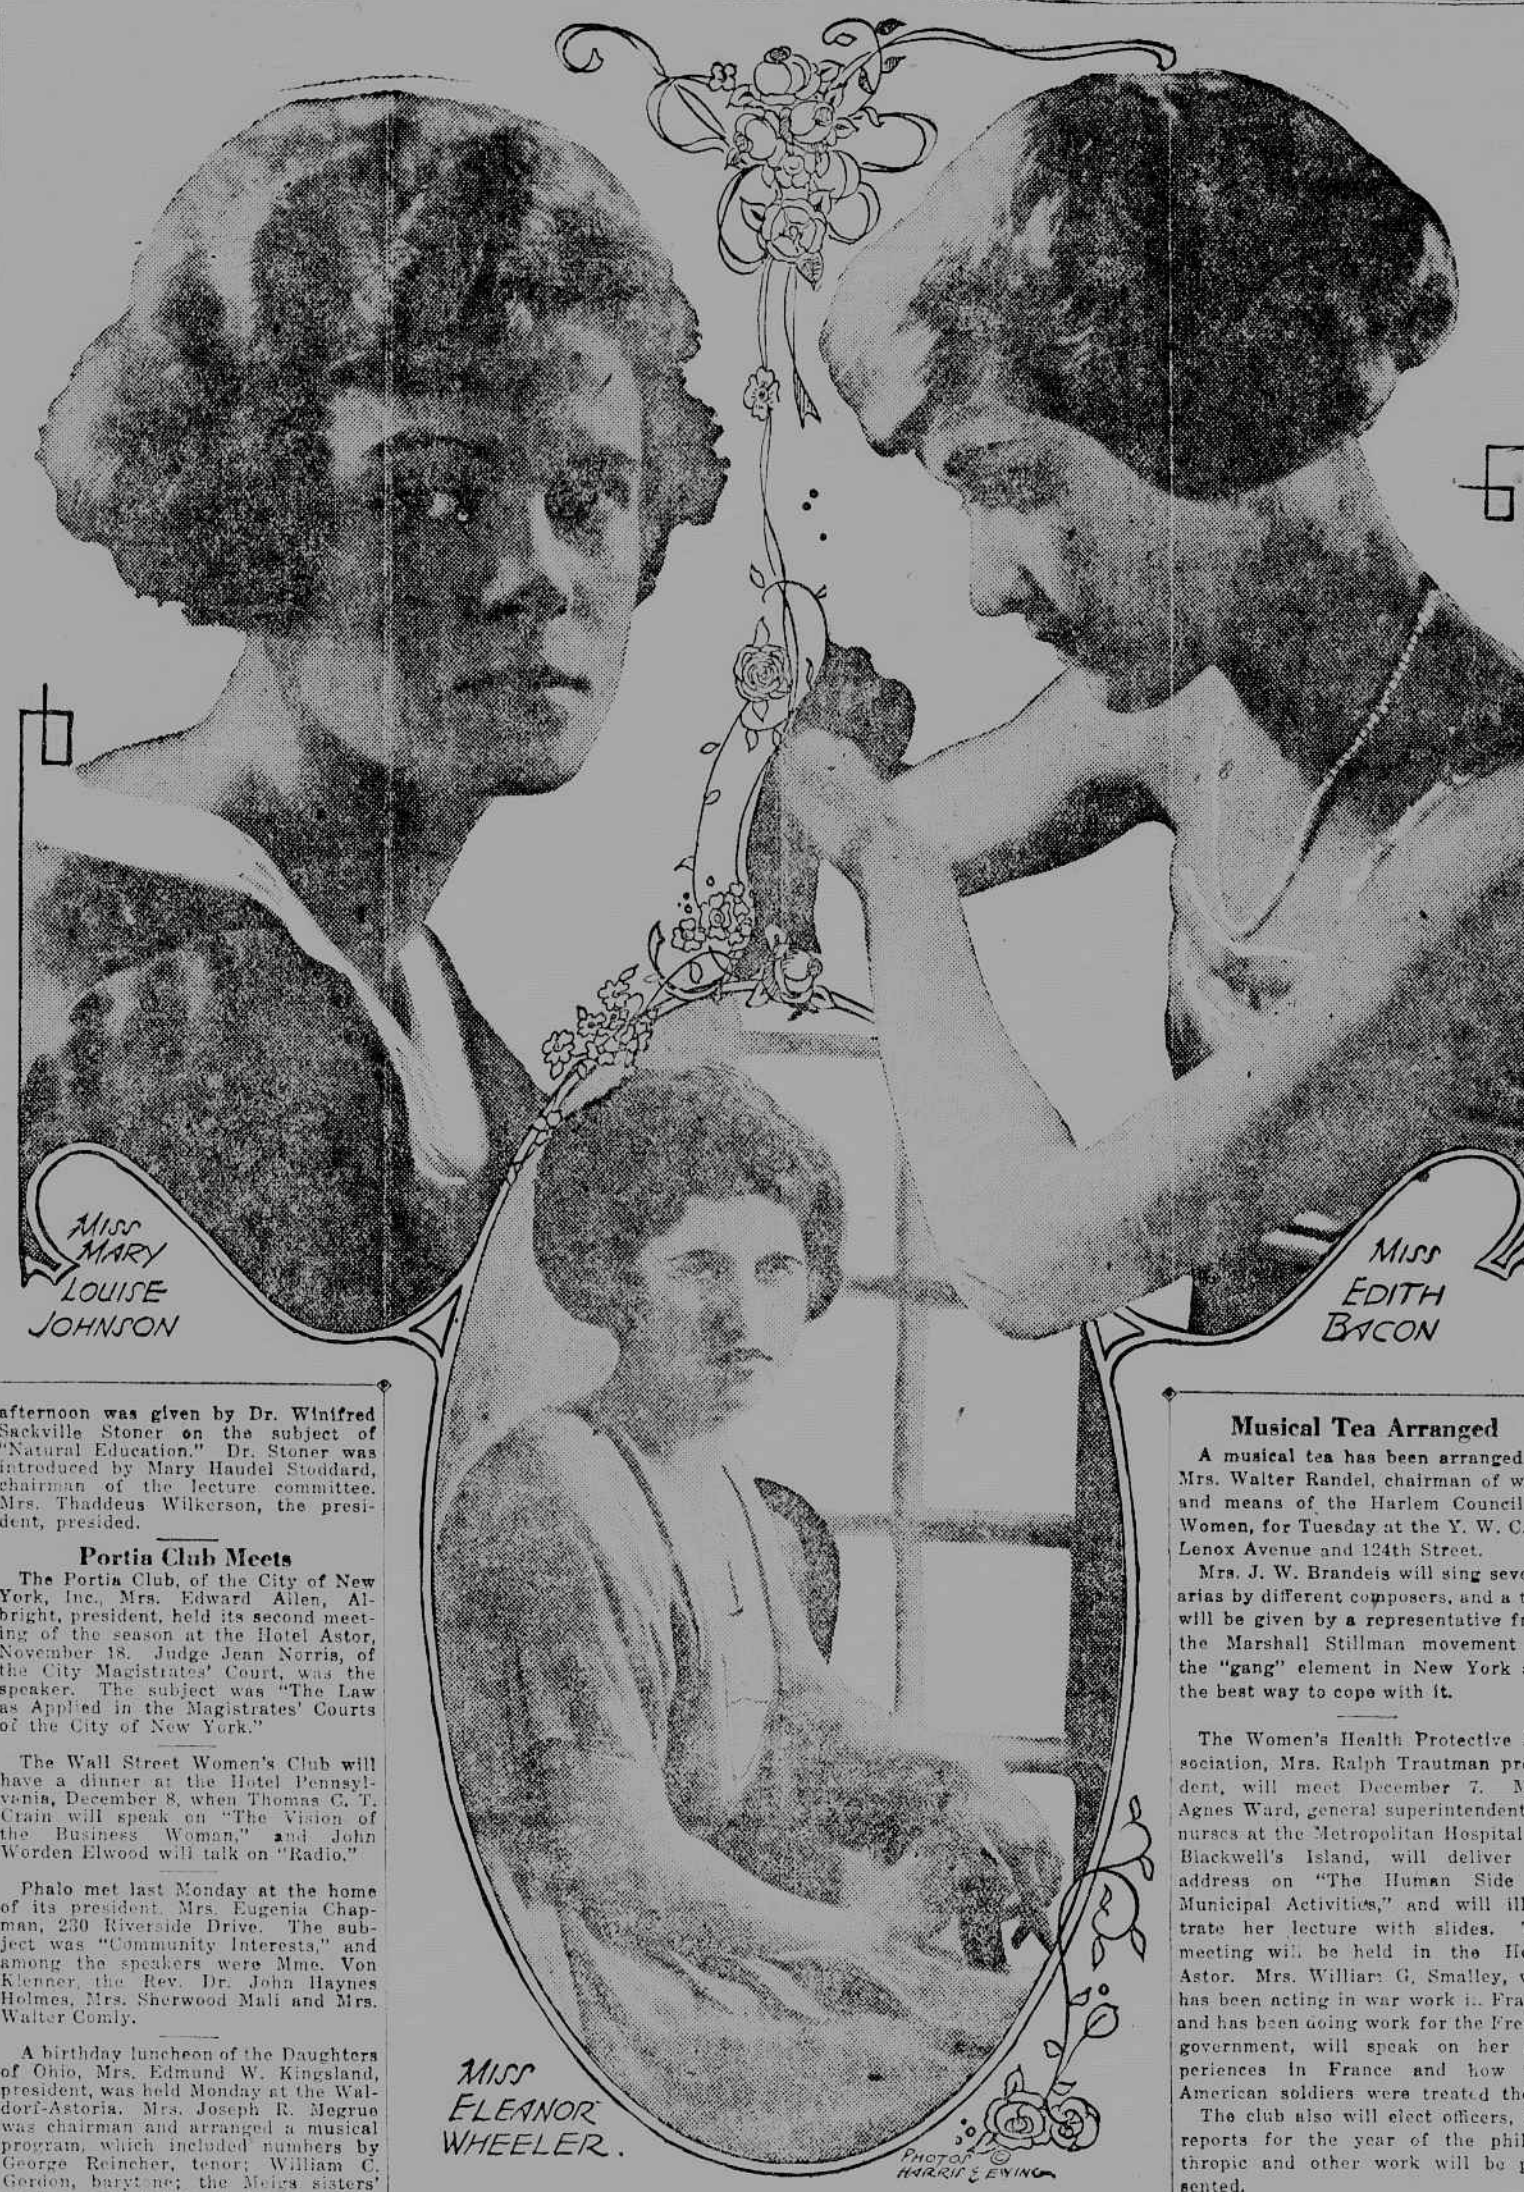 MISS
MARY
LOUISE
JOHNSON
MISS
EDITH
BACON
MISS
ELEANOR
WHEELER.
PHOTOS ©
HARRIS & EWING
afternoon was given by Dr. Winifred
Sackville Stoner on the subject of
"Natural Education." Dr. Stoner was
introduced by Mary Haudel Stoddard,
chairman of the lecture committee.
Mrs. Thaddeus Wilkerson, the presi-
dent, presided.
Portia Club Meets
The Portia Club, of the City of New
York, Inc., Mrs. Edward Allen, Al-
bright, president, held its second meet-
ing of the season at the Hotel Astor,
November 18. Judge Jean Norris, of
the City Magistrates' Court, was the
speaker. The subject was "The Law
as Applied in the Magistrates' Courts
of the City of New York."
The Wall Street Women's Club will
have a dinner at the Hotel Pennsyl-
vania, December 8, when Thomas C. T.
Crain will speak on "The Vision of
the Business Woman," and John
Worden Elwood will talk on "Radio."
Phalo met last Monday at the home
of its president, Mrs. Eugenia Chap-
man, 230 Riverside Drive. The sub-
ject was "Community Interests," and
among the speakers were Mme. Von
Klenner, the Rev. Dr. John Haynes
Holmes, Mrs. Sherwood Mali and Mrs.
Walter Comly.
A birthday luncheon of the Daughters
of Ohio, Mrs. Edmund W. Kingsland,
president, was held Monday at the Wal-
dorf-Astoria. Mrs. Joseph R. Megrue
was chairman and arranged a musical
program, which included numbers by
George Reincher, tenor; William C.
Gordon, barytone; the Meigs sisters'
Musical Tea Arranged
A musical tea has been arranged
Mrs. Walter Randel, chairman of w
and means of the Harlem Council
Women, for Tuesday at the Y. W. C.
Lenox Avenue and 124th Street.
Mrs. J. W. Brandeis will sing seve
arias by different composers, and a t
will be given by a representative fr
the Marshall Stillman movement
the "gang" element in New York
the best way to cope with it.
The Women's Health Protective
sociation, Mrs. Ralph Trautman pre
dent, will meet December 7. M
Agnes Ward, general superintendent
nurses at the Metropolitan Hospital
Blackwell's Island, will deliver
address on "The Human Side
Municipal Activities," and will ill
trate her lecture with slides. T
meeting will be held in the Ho
Astor. Mrs. William G. Smalley, w
has been acting in war work in Fra
and has been doing work for the Fre
government, will speak on her
periences in France and how
American soldiers were treated the
The club also will elect officers,
reports for the year of the phil
thropic and other work will be p
sented.